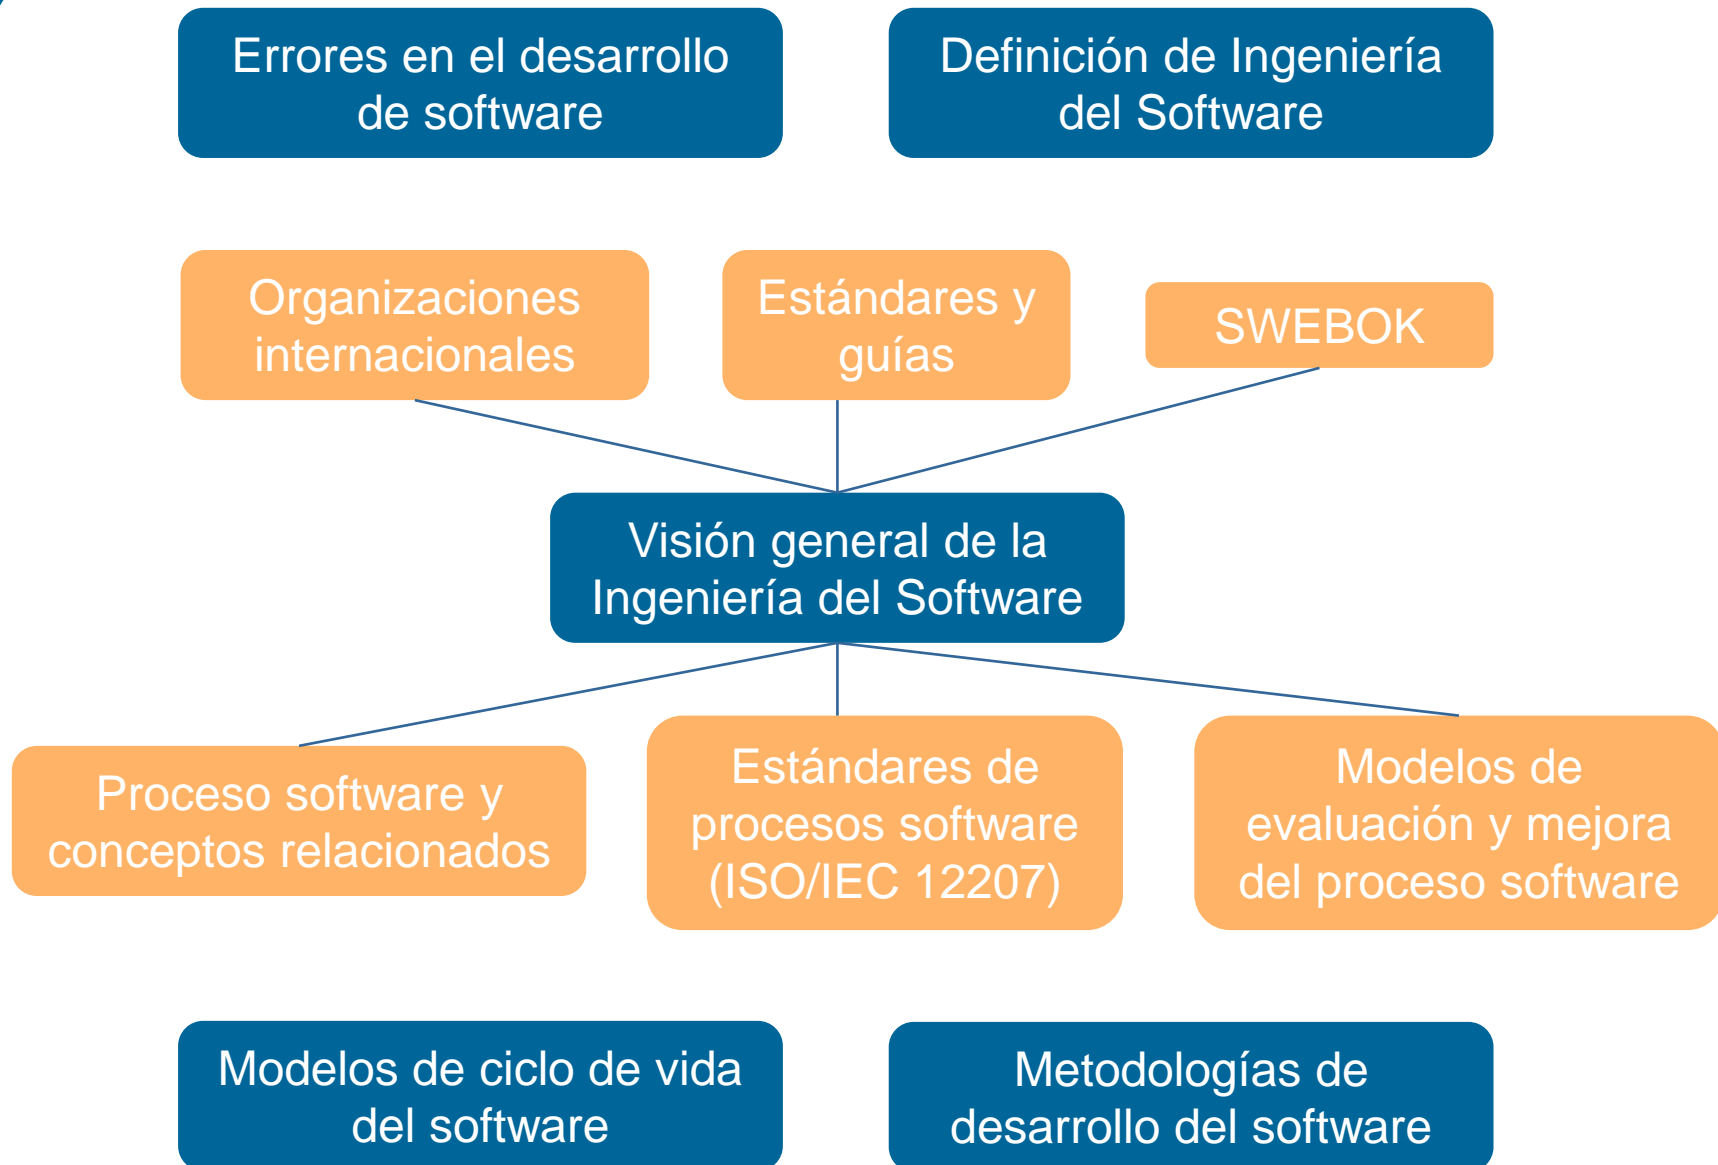 Errores en el desarrollo
de software
Definición de Ingeniería
del Software
Organizaciones
internacionales
Estándares y
guías
SWEBOK
Visión general de la
Ingeniería del Software
Proceso software y
conceptos relacionados
Estándares de
procesos software
(ISO/IEC 12207)
Modelos de
evaluación y mejora
del proceso software
Modelos de ciclo de vida
del software
Metodologías de
desarrollo del software